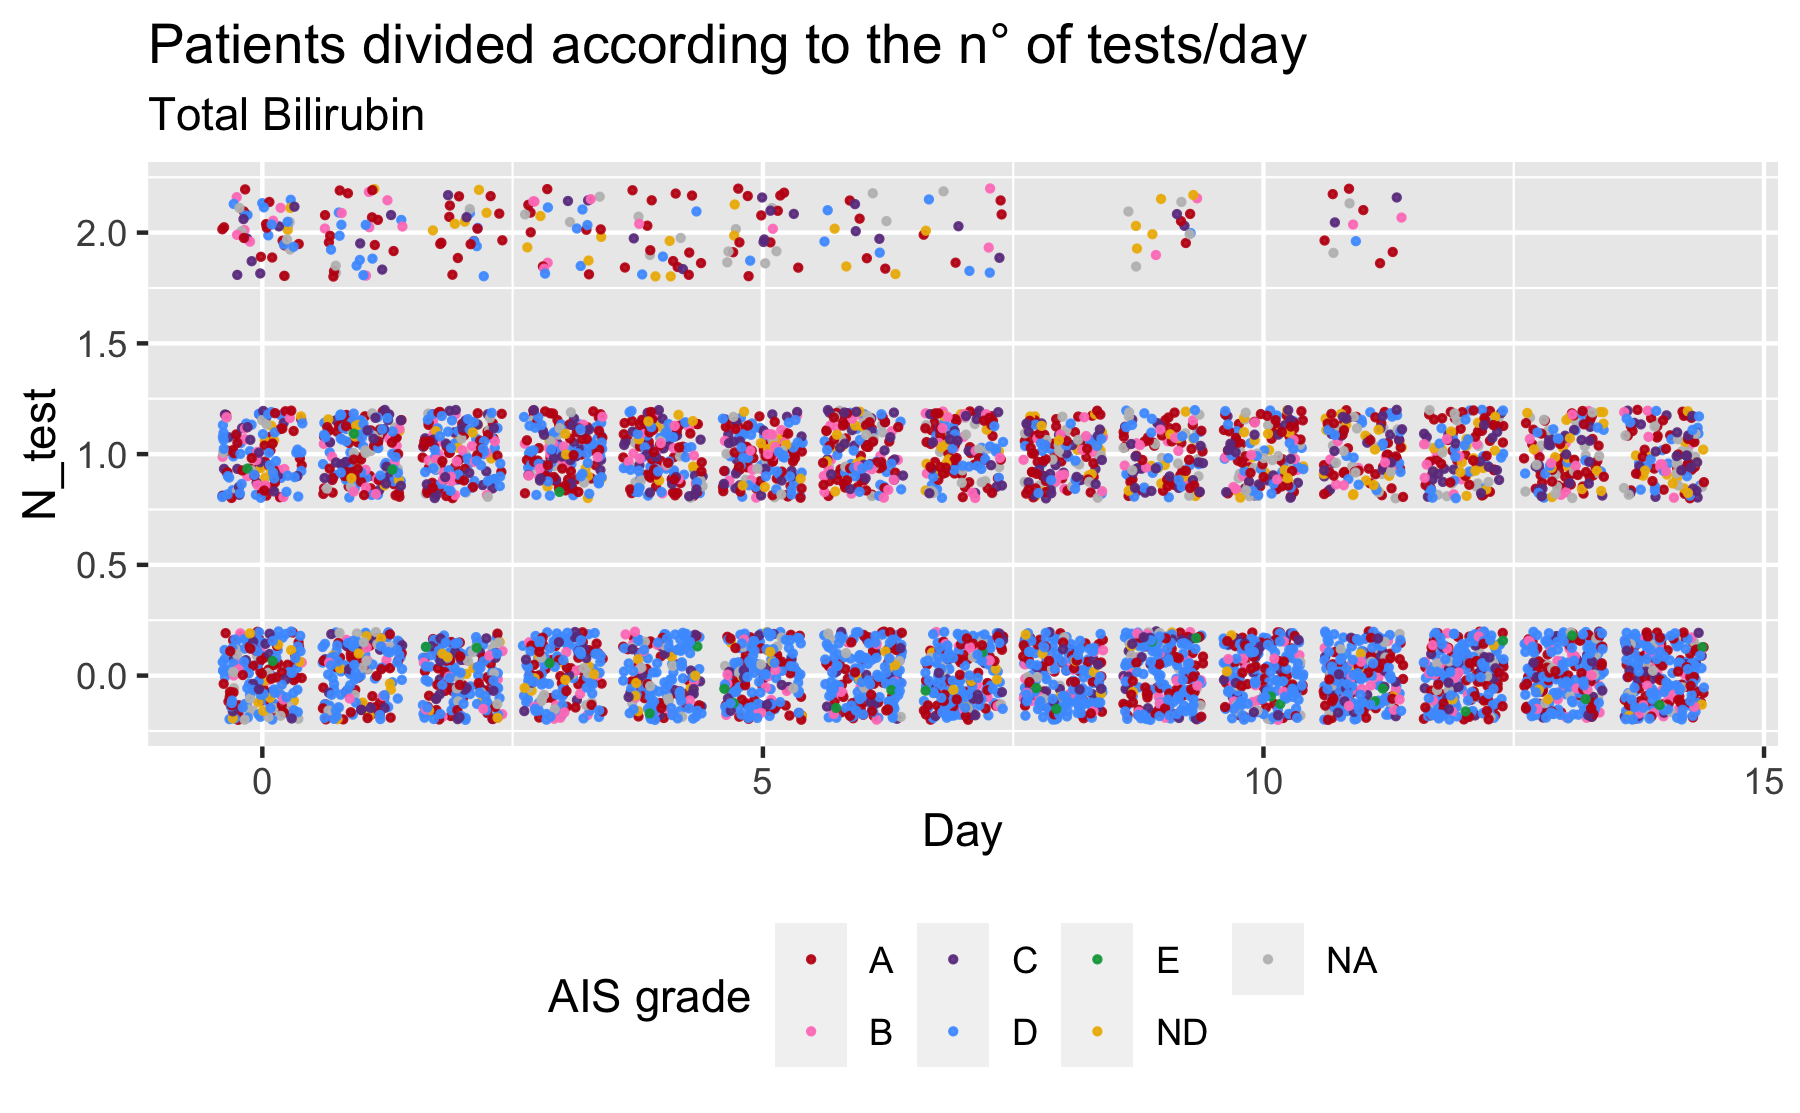 Patients divided according to the n° of tests/day
Total Bilirubin
N_test
2.0
1.5
1.0
0.5
0.0
0 5 10 15
Day
AIS grade
A C E NA
B D ND